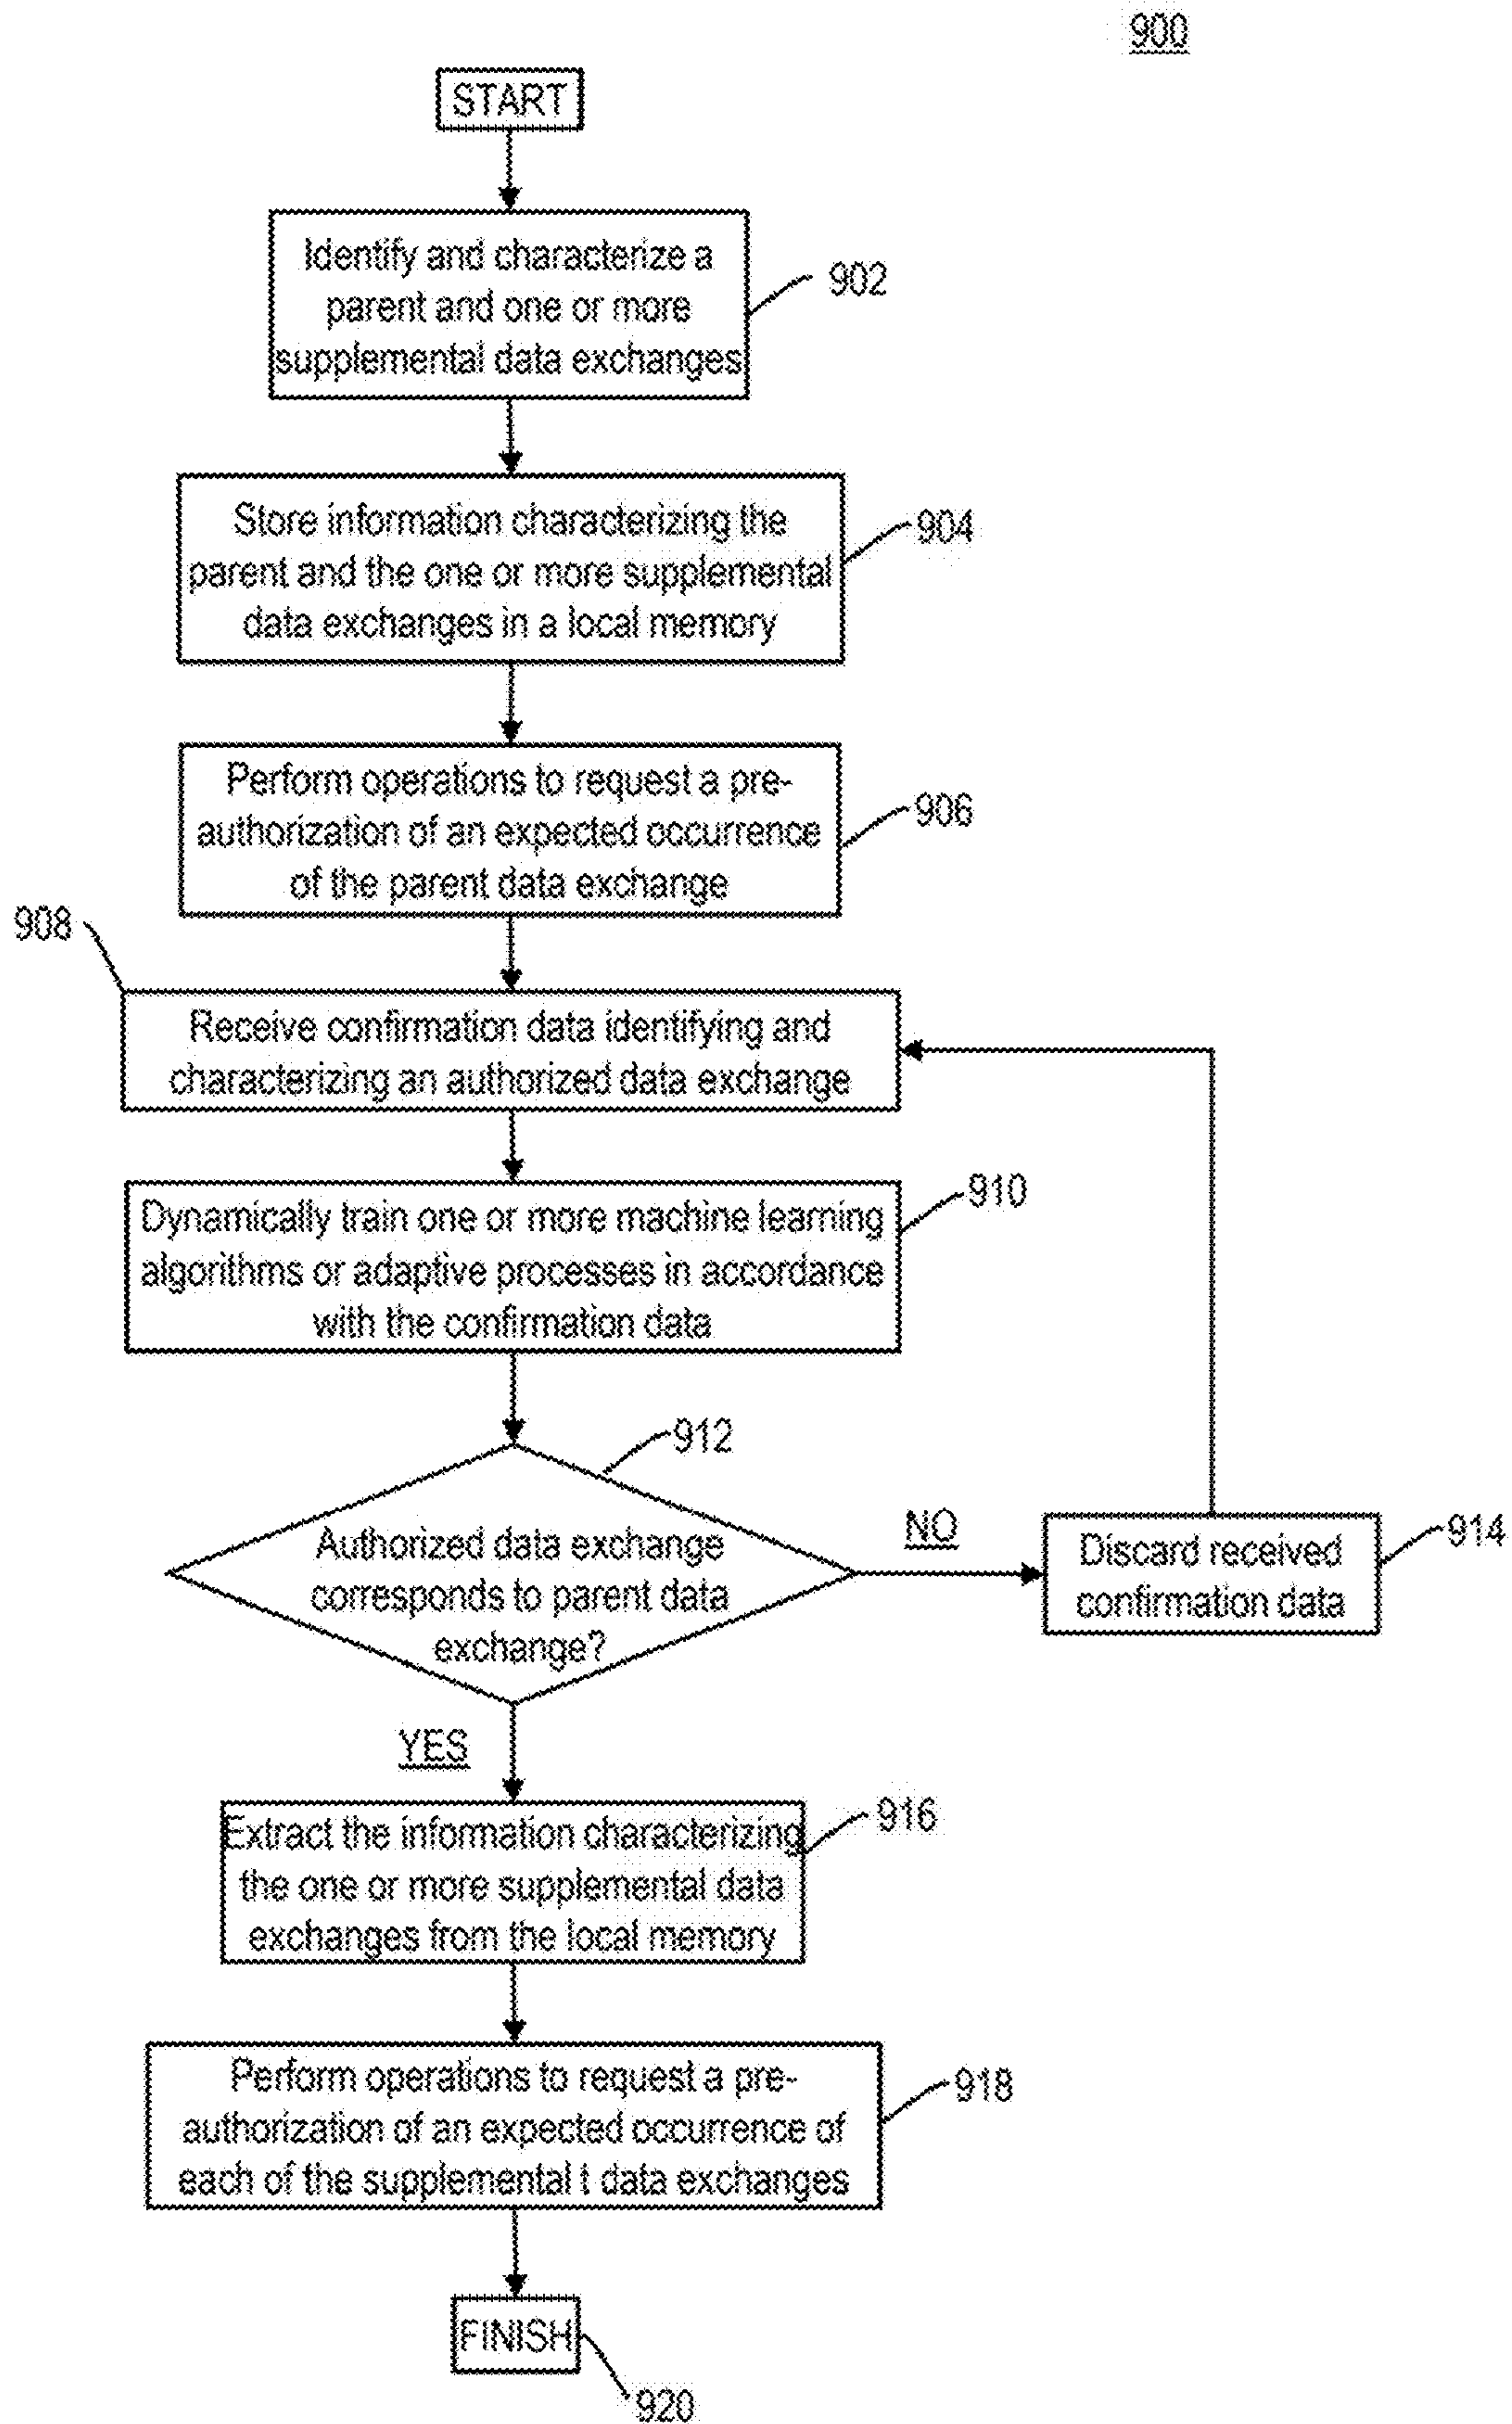 900
START
Identify and characterize a
parent and one or more
supplemental data exchanges
902
Store information characterizing the
parent and the one or more supplemental
data exchanges in a local memory
904
Perform operations to request a pre-
authorization of an expected occurrence
of the parent data exchange
906
908
Receive confirmation data identifying and
characterizing an authorized data exchange
Dynamically train one or more machine learning
algorithms or adaptive processes in accordance
with the confirmation data
910
912
Authorized data exchange
corresponds to parent data
exchange?
NO
Discard received
confirmation data
914
YES
Extract the information characterizing
the one or more supplemental data
exchanges from the local memory
916
Perform operations to request a pre-
authorization of an expected occurrence of
each of the supplemental t data exchanges
918
FINISH
920